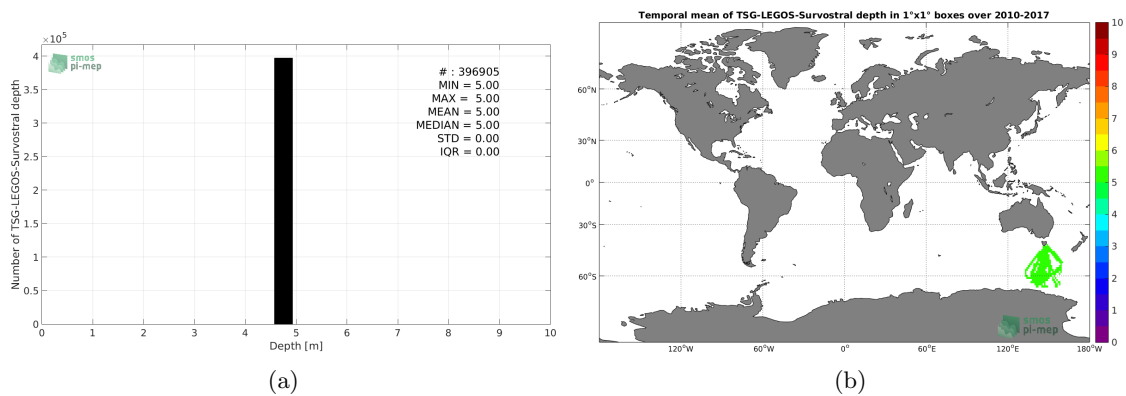 ×10⁵
smos
pi-mep
# : 396905
MIN = 5.00
MAX = 5.00
MEAN = 5.00
MEDIAN = 5.00
STD = 0.00
IQR = 0.00
Number of TSG-LEGOS-Survostral depth
4
3.5
3
2.5
2
1.5
1
0.5
0
0 1 2 3 4 5 6 7 8 9 10
Depth [m]
(a)
Temporal mean of TSG-LEGOS-Survostral depth in 1°x1° boxes over 2010-2017
60°N
30°N
0°
30°S
60°S
120°W 60°W 0° 60°E 120°E 180°W
smos
pi-mep
10
9
8
7
6
5
4
3
2
1
0
(b)